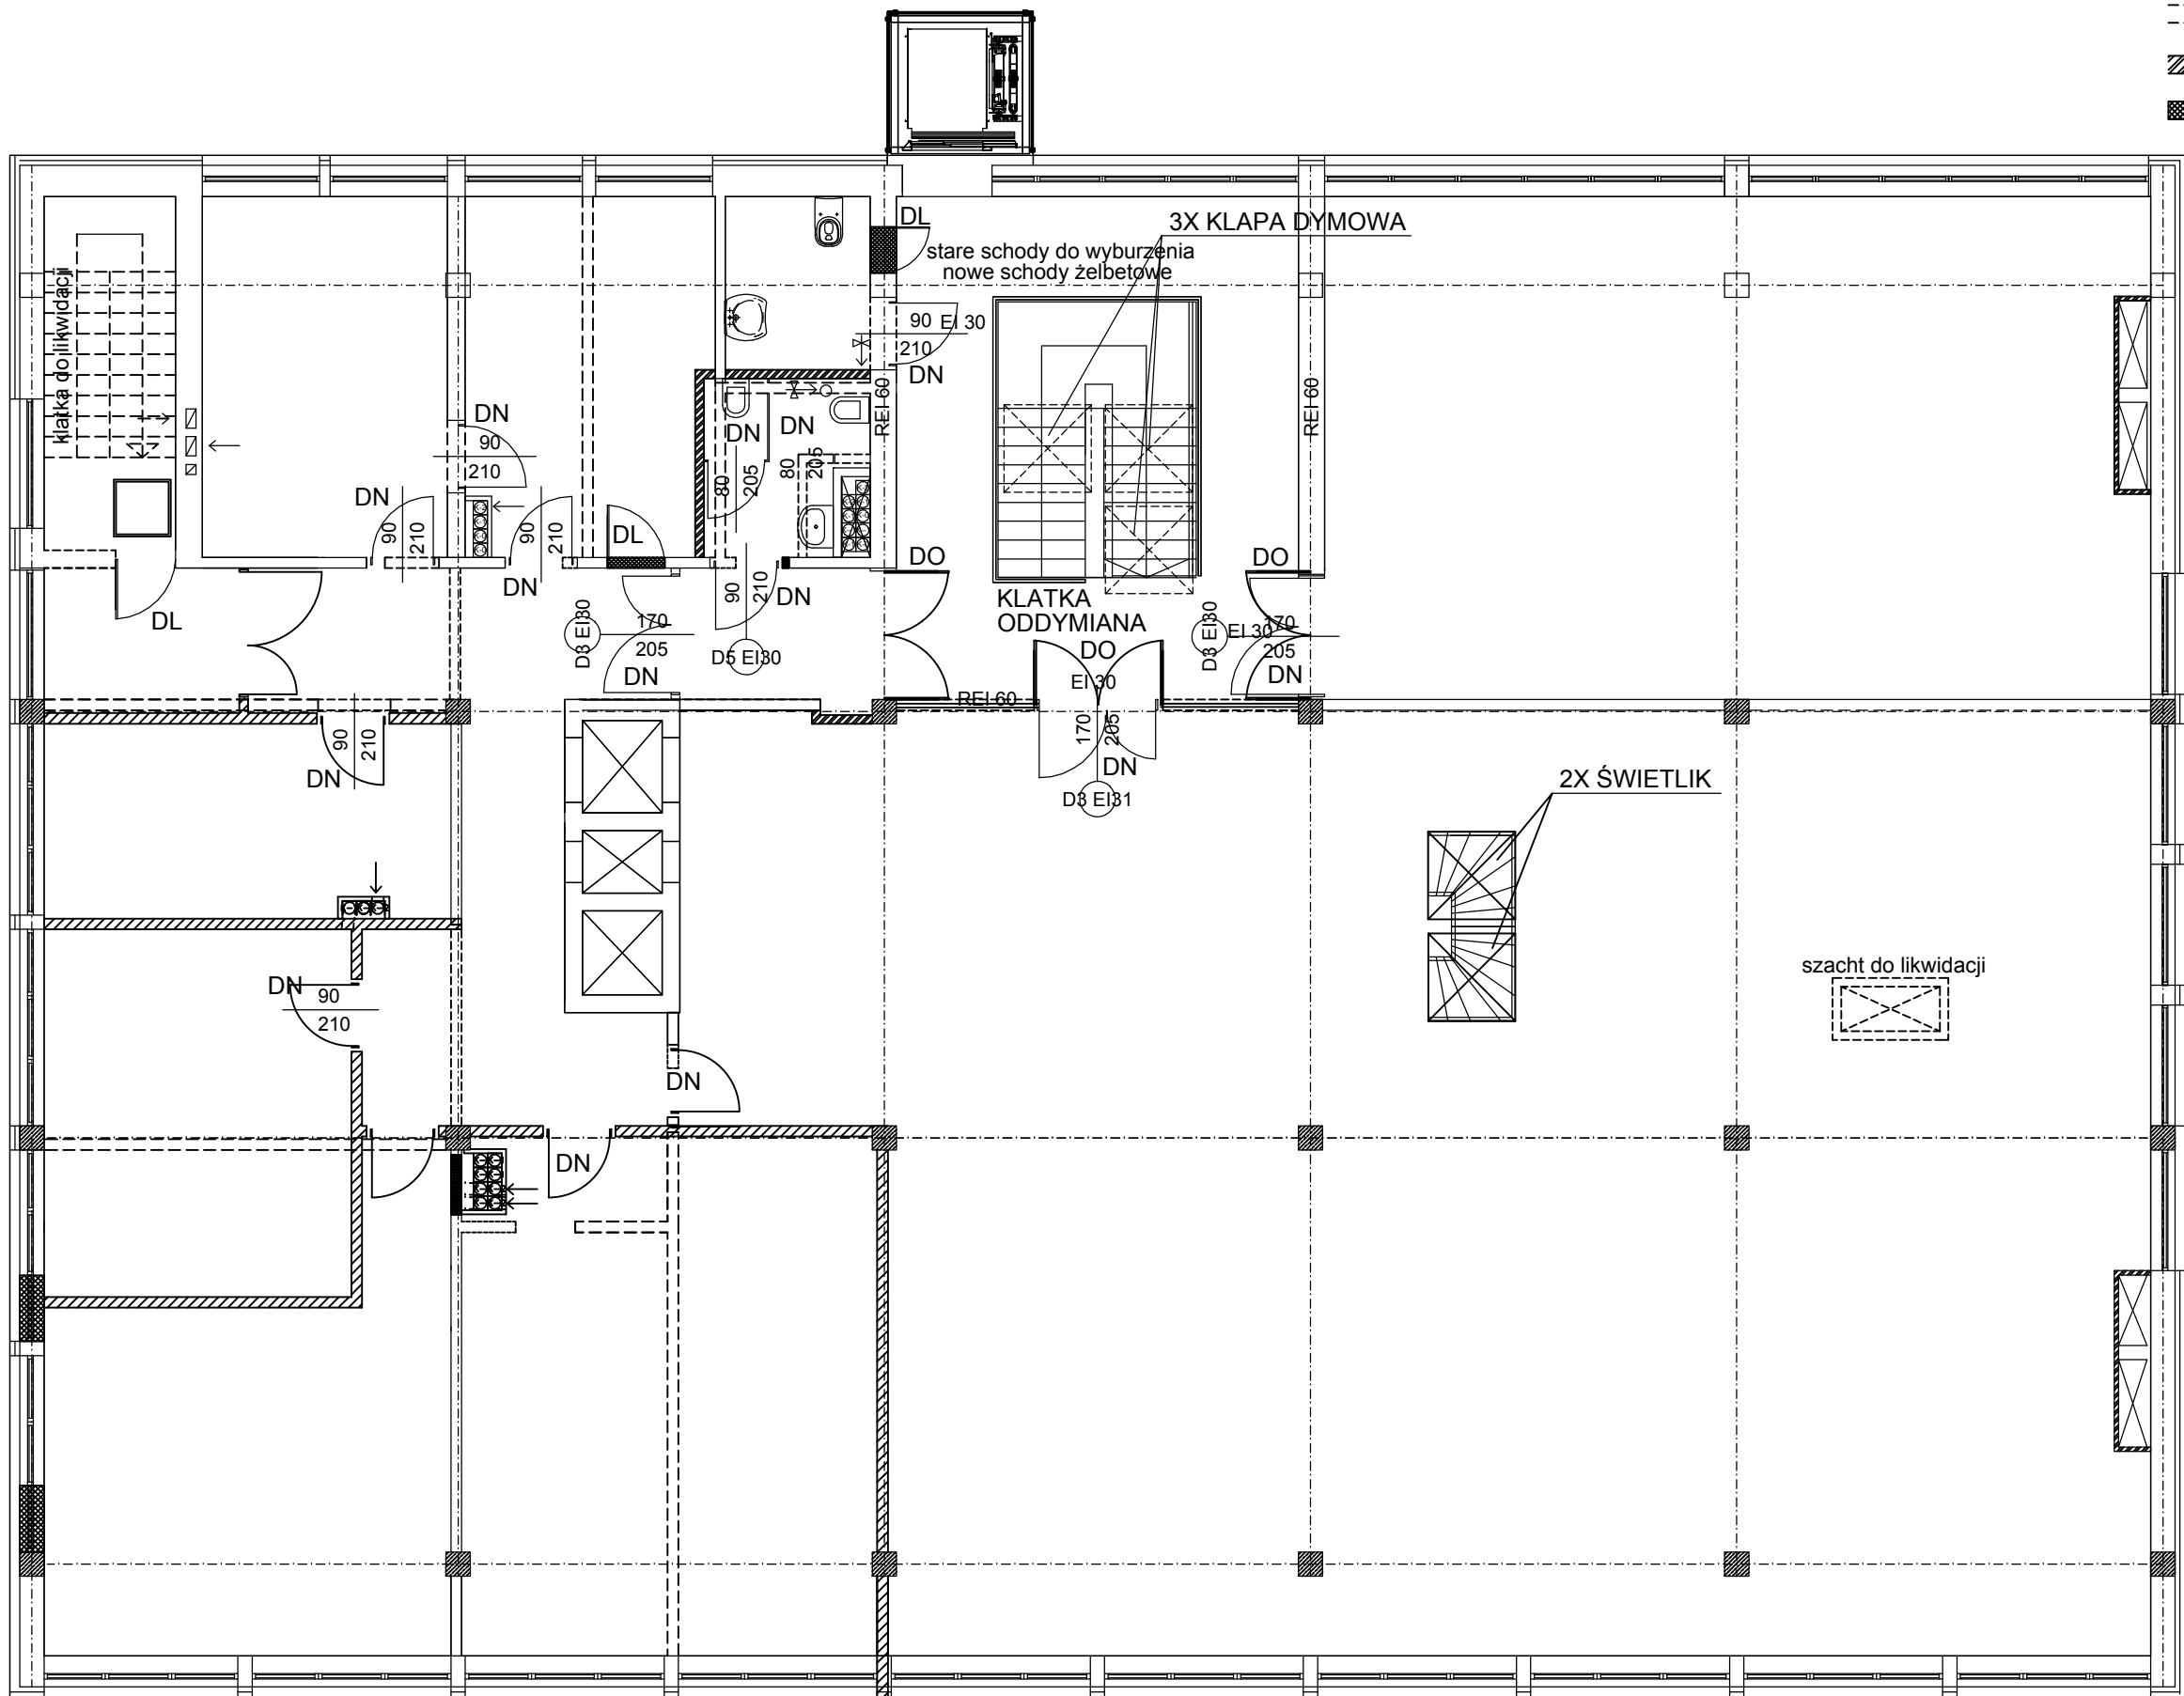 DL
3X KLAPA DYMOWA
stare schody do wyburzenia
nowe schody żelbetowe
klatka do likwidacji
90
EI 30
210
DN
REI 60
REI 60
DN
90
210
DN
DN
80
205
80
205
DN
90
210
90
210
DN
DL
DL
DO
DO
KLATKA
ODDYMIANA
DO
EI 30
90
210
DN
D3 EI30
170
205
DN
D5 EI30
D3 EI30
EI 30
170
205
DN
REI 60
170
205
DN
D3 EI31
90
210
DN
2X ŚWIETLIK
szacht do likwidacji
DN
90
210
DN
DN